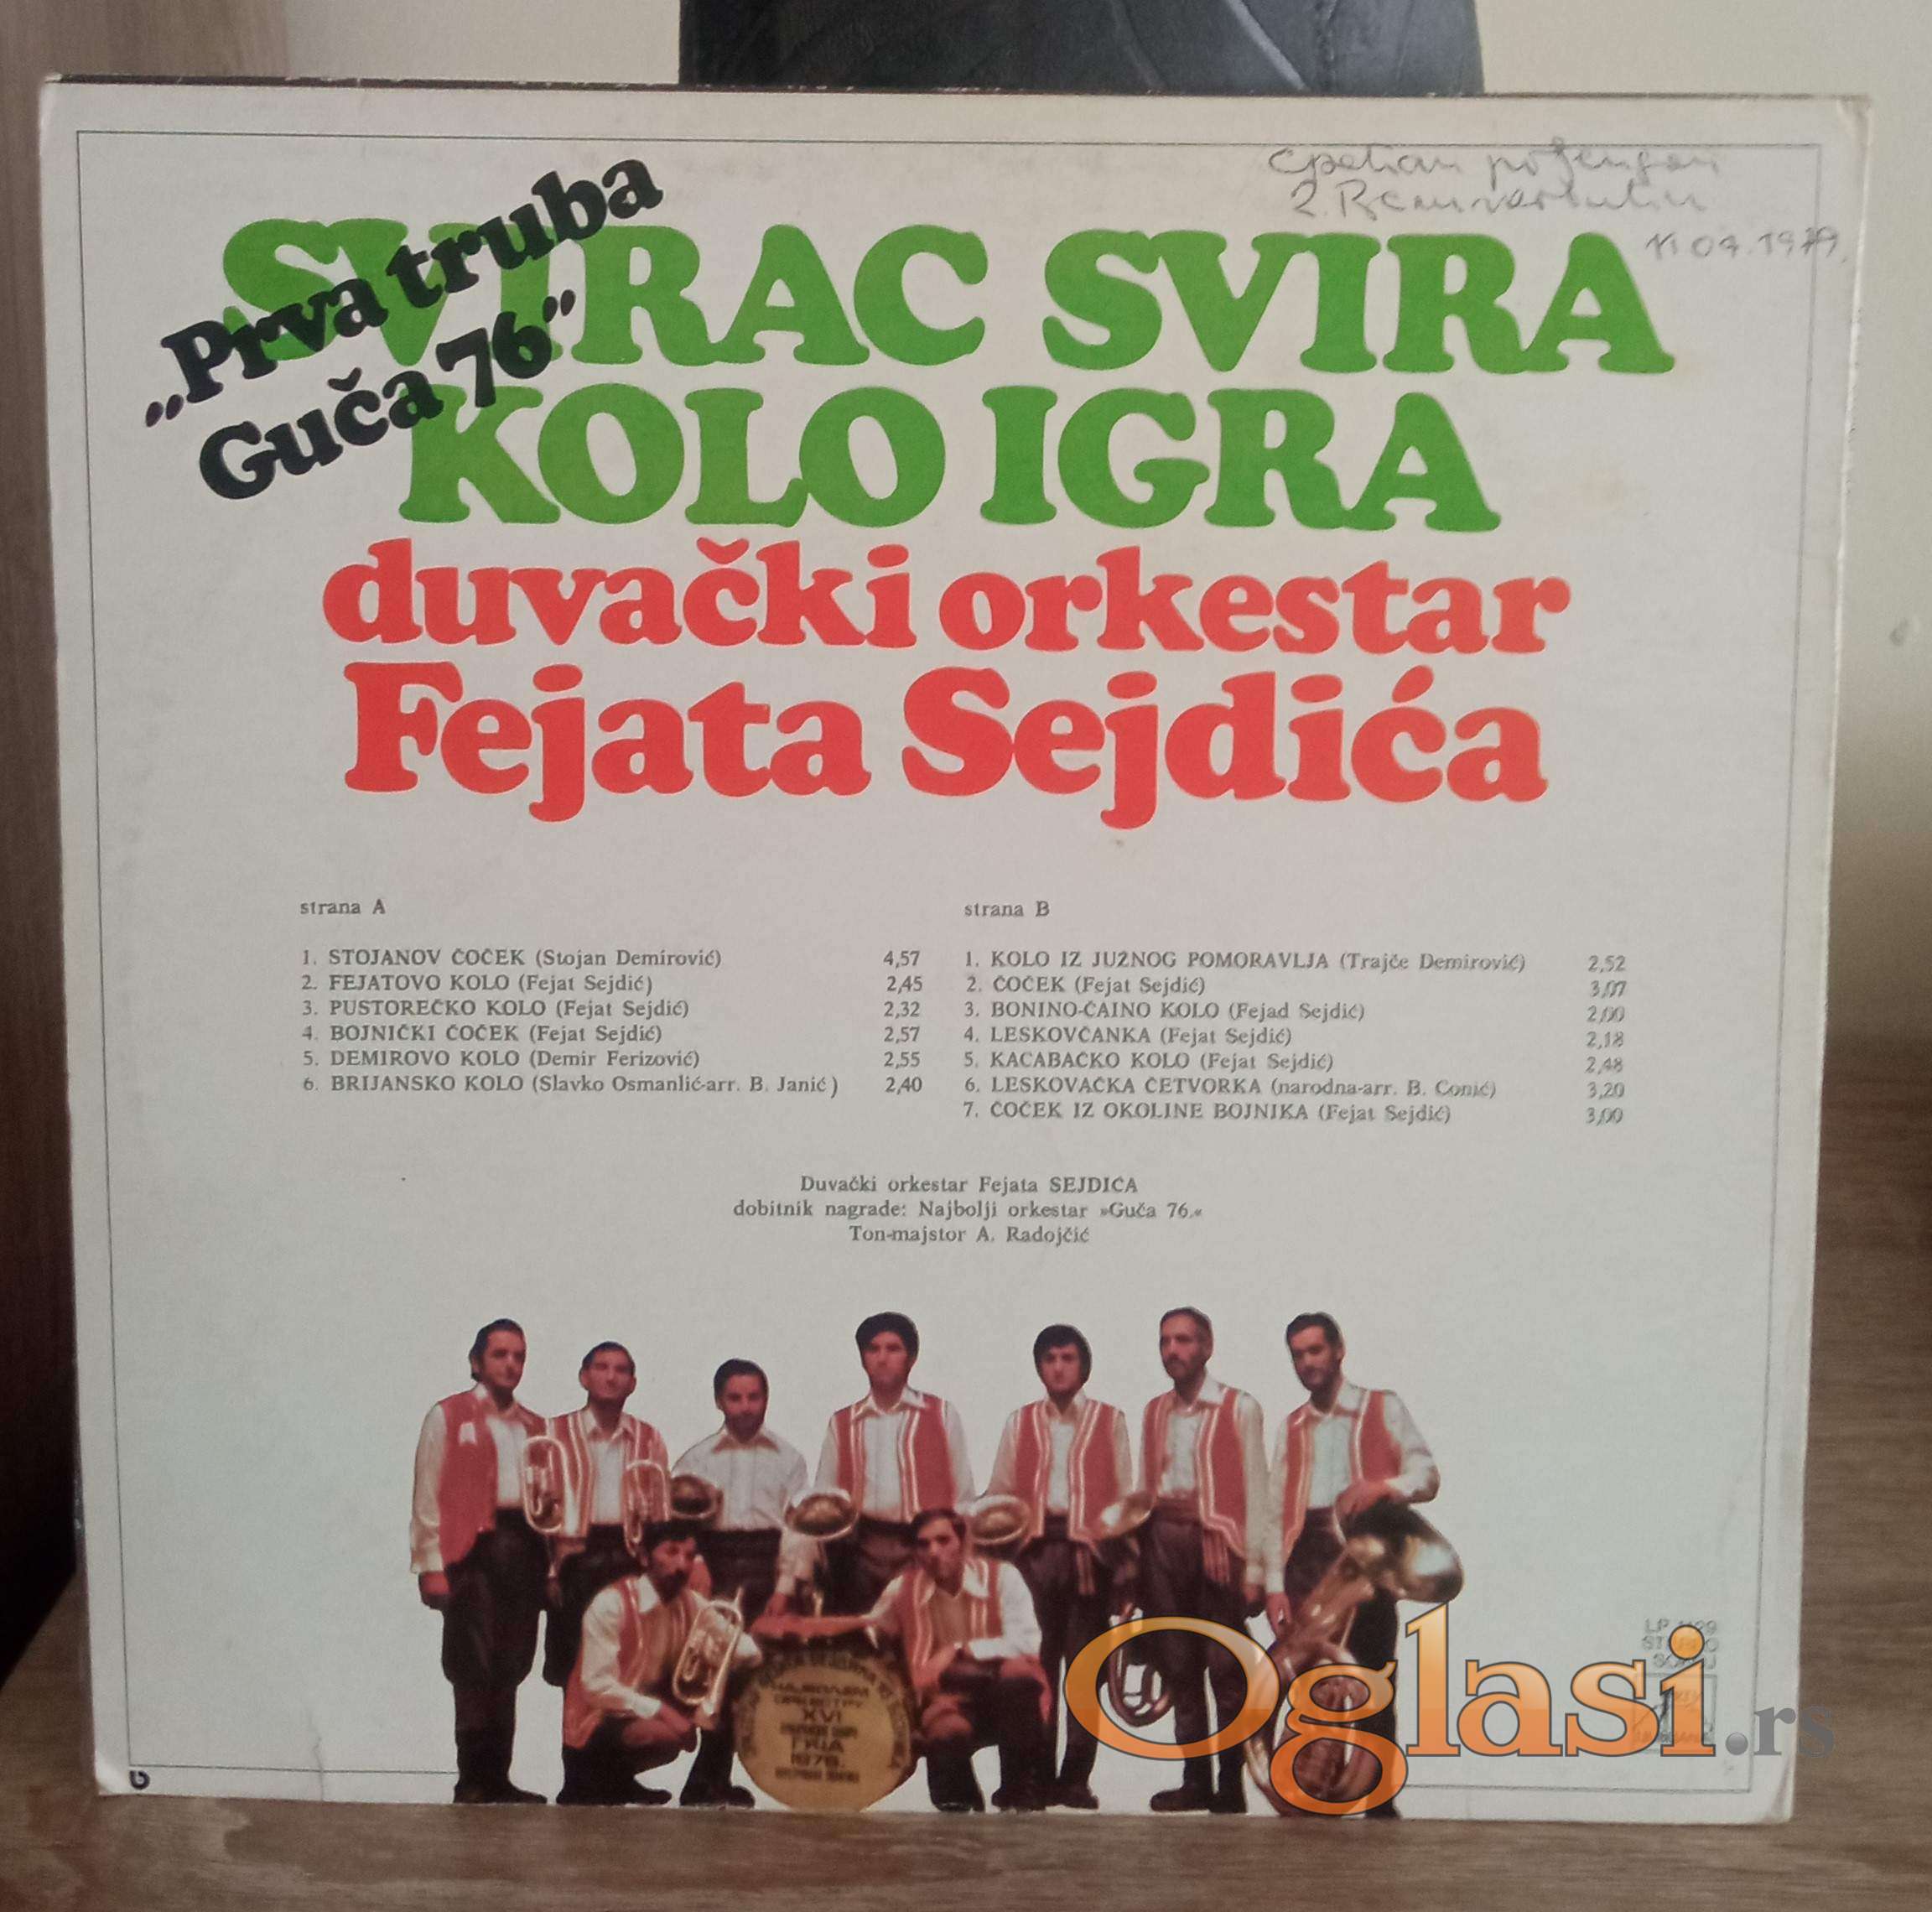 „Prva truba
Guča 76”
SVIRAC SVIRA
KOLO IGRA
duvački orkestar
Fejata Sejdića
11 07.1979.
strana A
1. STOJANOV ČOČEK (Stojan Demirović) 4,57
2. FEJATOVO KOLO (Fejat Sejdić) 2,45
3. PUSTOREČKO KOLO (Fejat Sejdić) 2,32
4. BOJNIČKI ČOČEK (Fejat Sejdić) 2,57
5. DEMIROVO KOLO (Demir Ferizović) 2,55
6. BRIJANSKO KOLO (Slavko Osmanlić-arr. B. Janić) 2,40
strana B
1. KOLO IZ JUŽNOG POMORAVLJA (Trajče Demirović) 2,52
2. ČOČEK (Fejat Sejdić) 3,07
3. BONINO-ČAINO KOLO (Fejad Sejdić) 2,00
4. LESKOVČANKA (Fejat Sejdić) 2,18
5. KACABAČKO KOLO (Fejat Sejdić) 2,48
6. LESKOVAČKA ČETVORKA (narodna-arr. B. Conić) 3,20
7. ČOČEK IZ OKOLINE BOJNIKA (Fejat Sejdić) 3,00
Duvački orkestar Fejata SEJDIĆA
dobitnik nagrade: Najbolji orkestar »Guča 76.«
Ton-majstor A. Radojčić
XVI
LP
Oglasi.rs